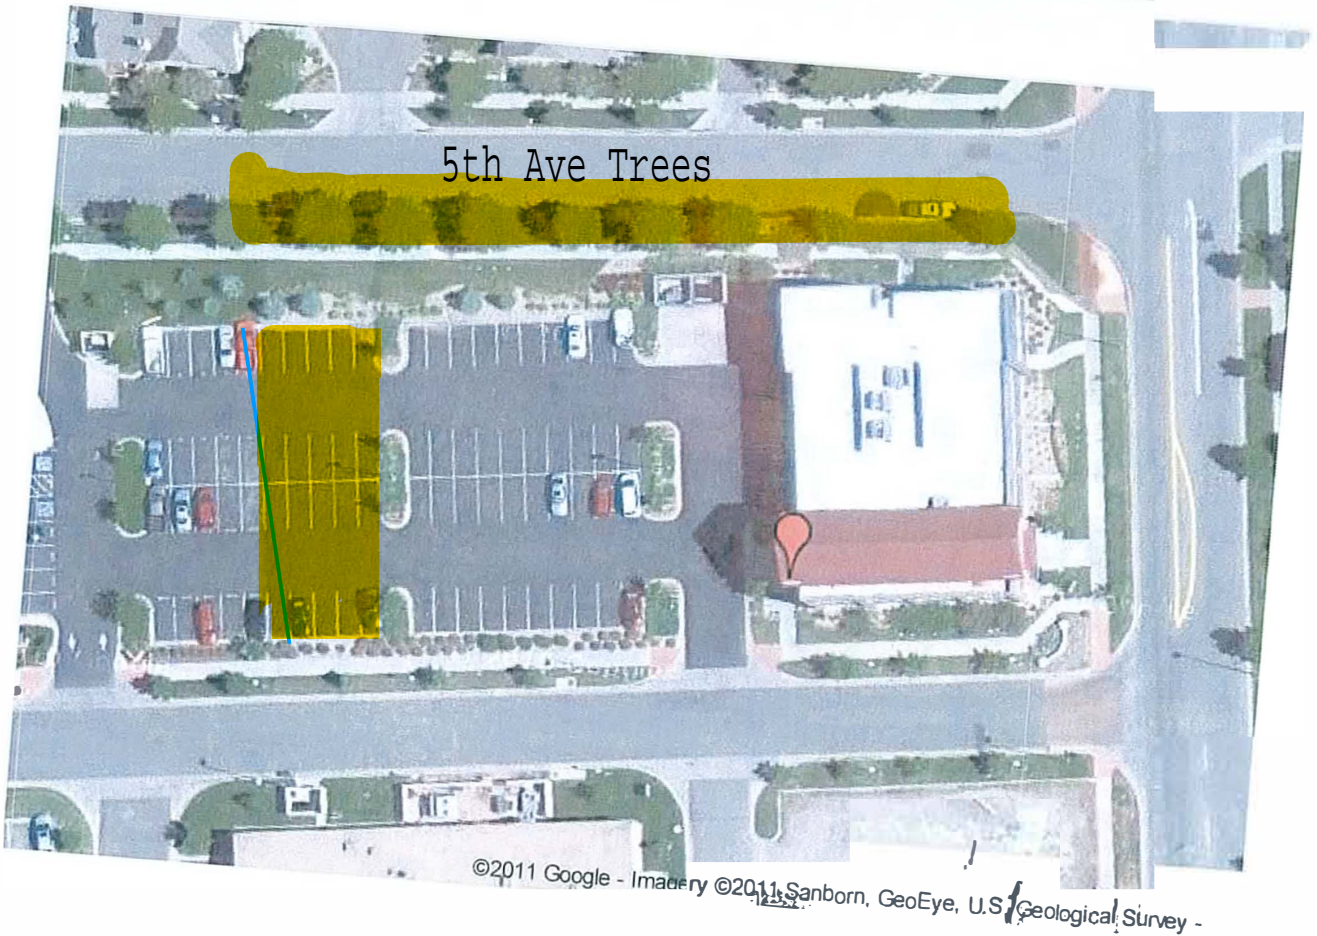 5th Ave Trees
©2011 Google - Imagery ©2011 Sanborn, GeoEye, U.S. Geological Survey -